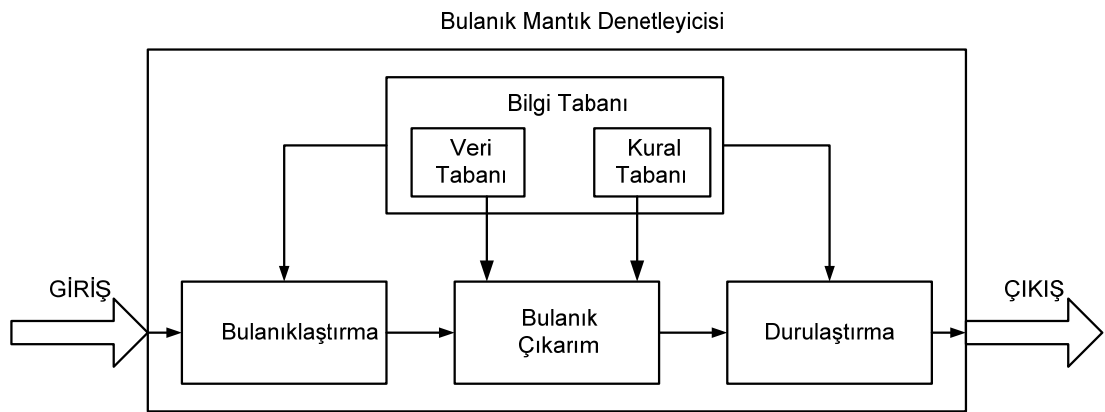 Bulanık Mantık Denetleyicisi
Bilgi Tabanı
Veri
Tabanı
Kural
Tabanı
GİRİŞ
Bulanıklaştırma
Bulanık
Çıkarım
Durulaştırma
ÇIKIŞ